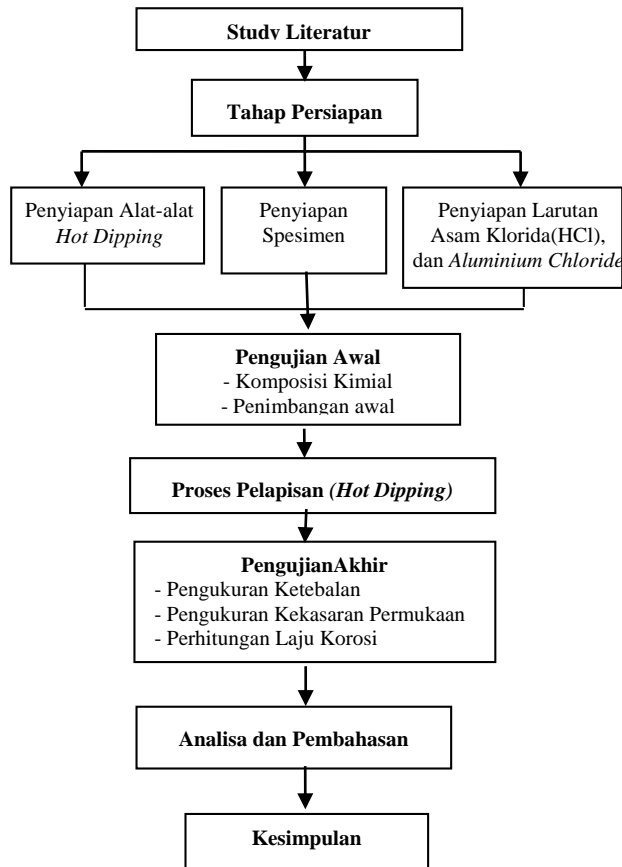 Study Literatur
Tahap Persiapan
Penyiapan Alat-alat
Hot Dipping
Penyiapan
Spesimen
Penyiapan Larutan
Asam Klorida(HCl),
dan Aluminium Chloride
Pengujian Awal
- Komposisi Kimial
- Penimbangan awal
Proses Pelapisan (Hot Dipping)
PengujianAkhir
- Pengukuran Ketebalan
- Pengukuran Kekasaran Permukaan
- Perhitungan Laju Korosi
Analisa dan Pembahasan
Kesimpulan